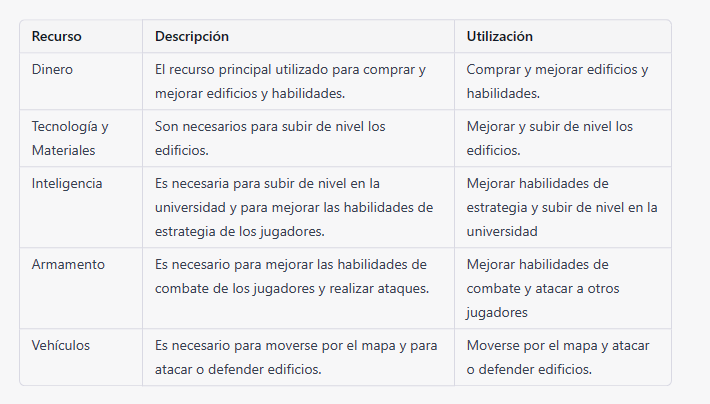 Recurso Descripción Utilización
Dinero El recurso principal utilizado para comprar y Comprar y mejorar edificios y
mejorar edificios y habilidades. habilidades.
Tecnología y Son necesarios para subir de nivel los Mejorar y subir de nivel los
Materiales edificios. edificios.
Inteligencia Es necesaria para subir de nivel en la Mejorar habilidades de
universidad y para mejorar las habilidades de estrategia y subir de nivel en la
estrategia de los jugadores. universidad
Armamento Es necesario para mejorar las habilidades de Mejorar habilidades de
combate de los jugadores y realizar ataques. combate y atacar a otros
jugadores
Vehículos Es necesario para moverse por el mapa y para Moverse por el mapa y atacar
atacar o defender edificios. o defender edificios.